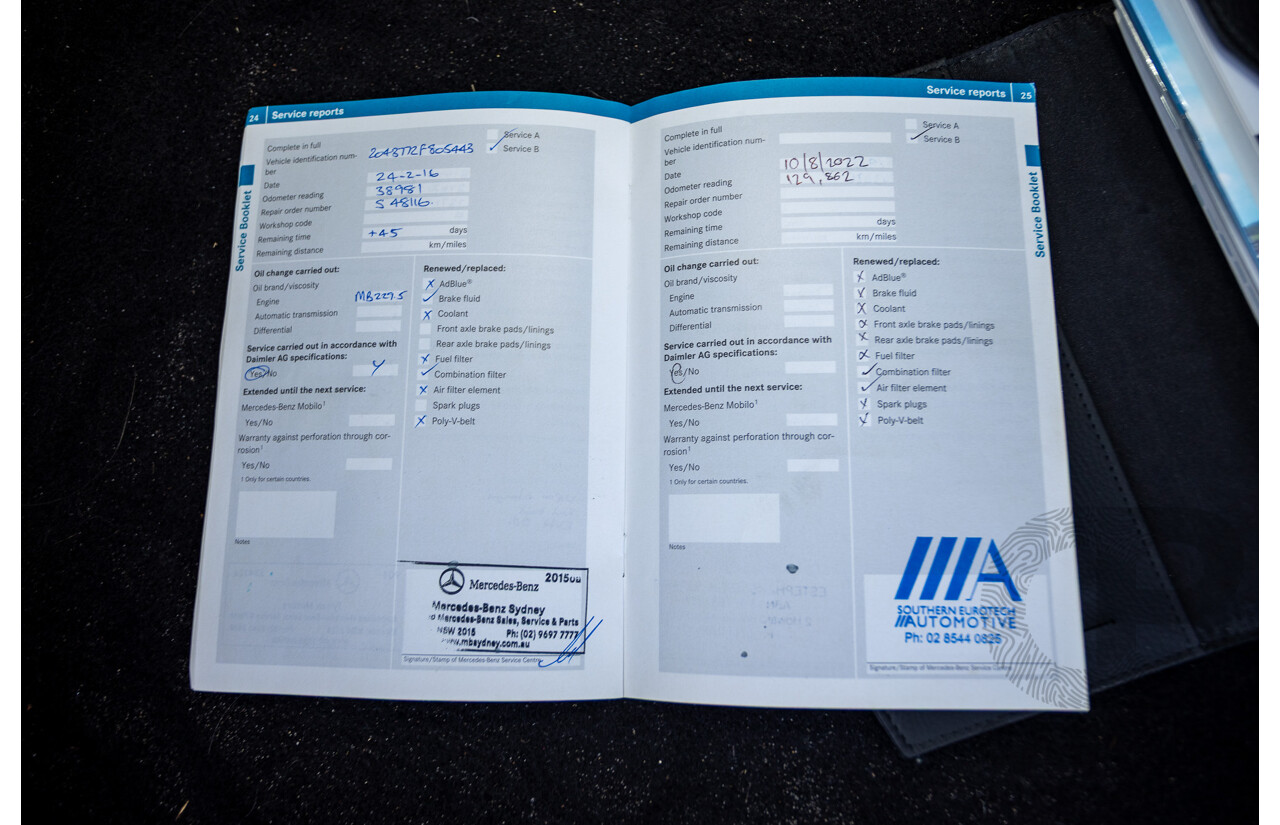 24 Service reports
Complete in full
Service A
Vehicle identification num-
ber
2043772F805443
Service B
Date 24-2-16
Odometer reading 38981
Repair order number 548116.
Workshop code
Remaining time +45 days
Remaining distance km/miles
Service Booklet
Oil change carried out:
Oil brand/viscosity
Engine MB229.5
Automatic transmission
Differential
Service carried out in accordance with
Daimler AG specifications:
Yes/No Y
Extended until the next service:
Mercedes-Benz Mobilo1
Yes/No
Warranty against perforation through cor-
rosion1
Yes/No
1 Only for certain countries.
Notes
Renewed/replaced:
X AdBlue®
✓ Brake fluid
X Coolant
Front axle brake pads/linings
Rear axle brake pads/linings
X Fuel filter
✓ Combination filter
X Air filter element
Spark plugs
X Poly-V-belt
Mercedes-Benz
Mercedes-Benz Sydney
Mercedes-Benz Sales, Service & Parts
NSW 2015 Ph: (02) 9697 7777
www.mbsydney.com.au
Signature/Stamp of Mercedes-Benz Service Centre
Service reports 25
Complete in full
Service A
Vehicle identification num-
ber
Service B
Date 10/8/2022
Odometer reading 129,862
Repair order number
Workshop code
Remaining time days
Remaining distance km/miles
Service Booklet
Oil change carried out:
Oil brand/viscosity
Engine
Automatic transmission
Differential
Service carried out in accordance with
Daimler AG specifications:
Yes/No
Extended until the next service:
Mercedes-Benz Mobilo1
Yes/No
Warranty against perforation through cor-
rosion1
Yes/No
1 Only for certain countries.
Notes
Renewed/replaced:
X AdBlue®
Brake fluid
X Coolant
Front axle brake pads/linings
X Rear axle brake pads/linings
Fuel filter
✓ Combination filter
✓ Air filter element
Spark plugs
Poly-V-belt
///A
SOUTHERN EUROTECH
//AUTOMOTIVE
Ph: 02 8544 0825
Signature/Stamp of Mercedes-Benz Service Centre